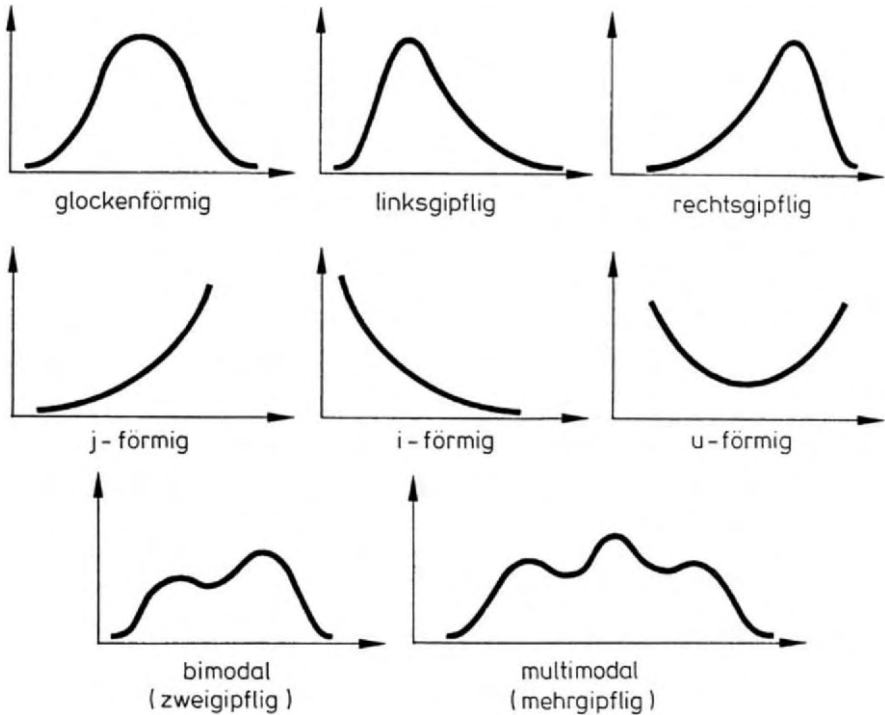 glockenförmig
linksgipflig
rechtsgipflig
j-förmig
i-förmig
u-förmig
bimodal
(zweigipflig)
multimodal
(mehrgipflig)